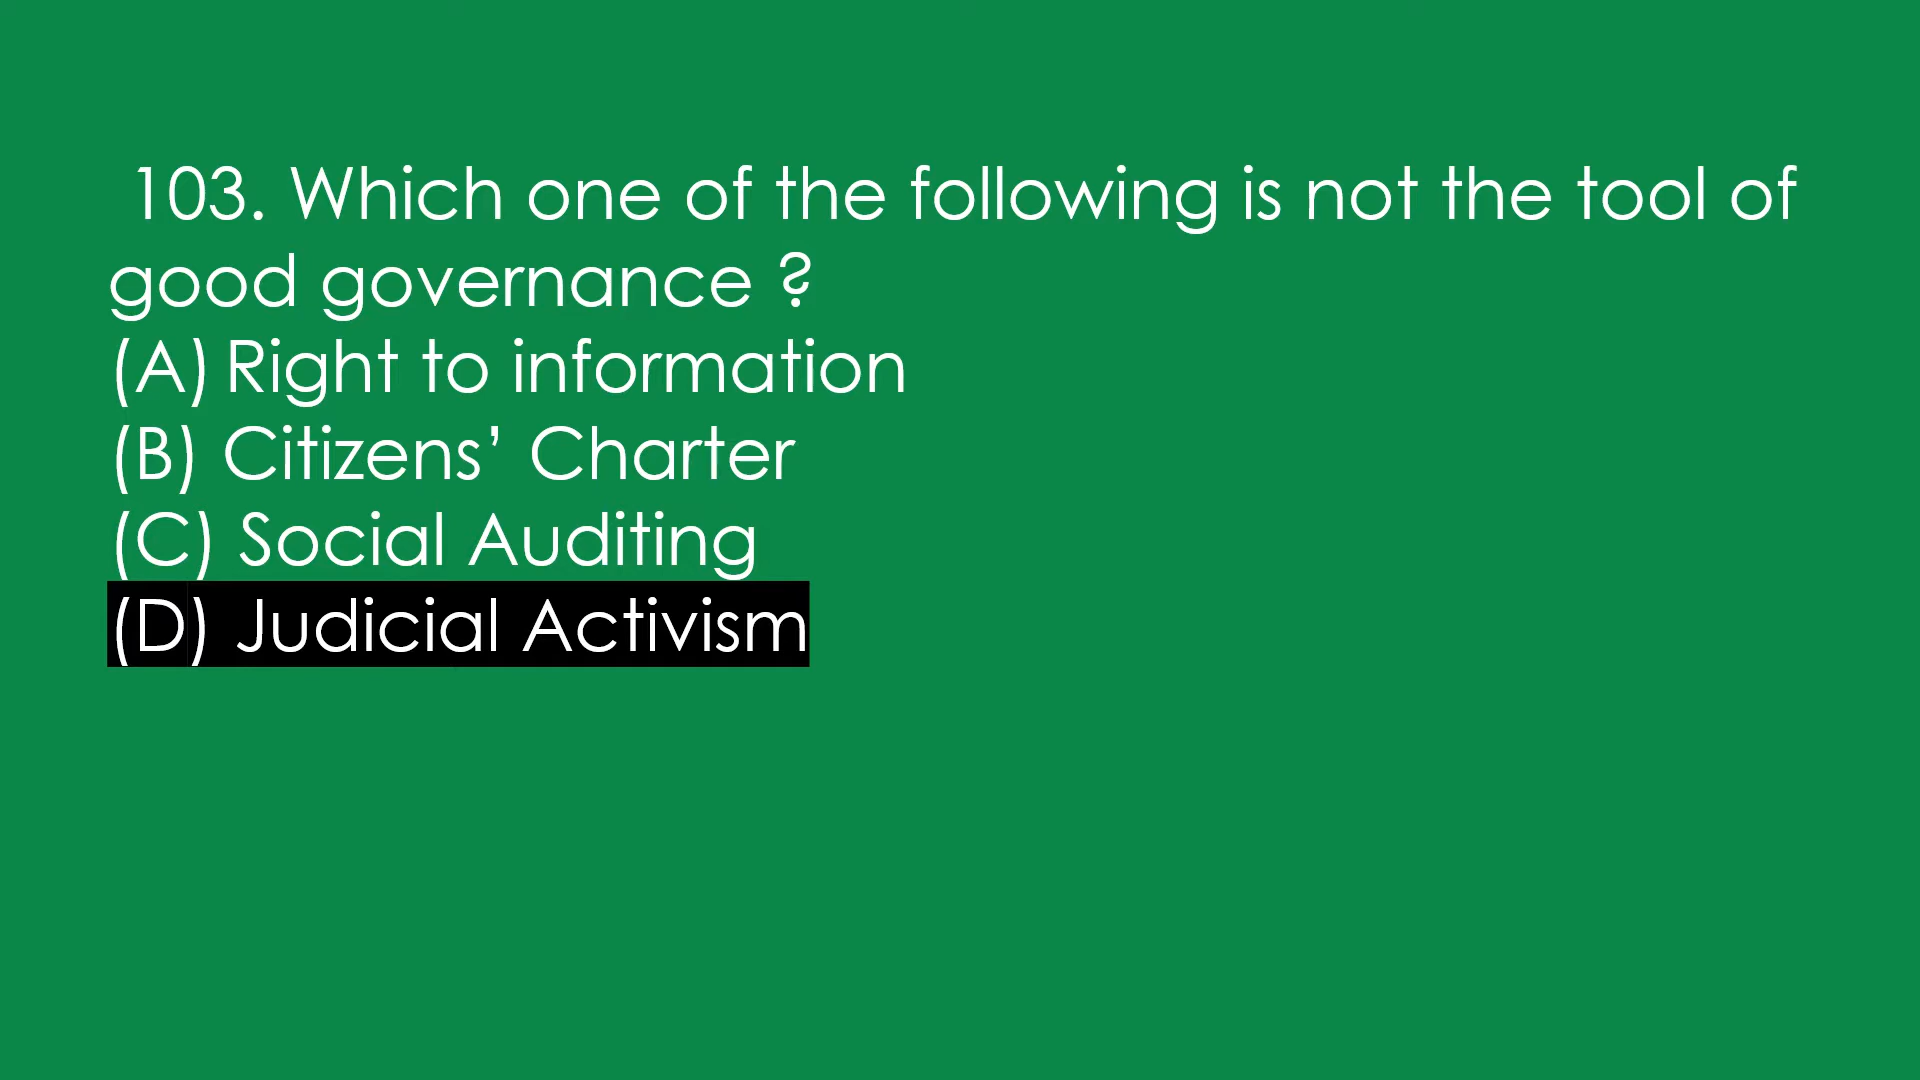 103. Which one of the following is not the tool of
good governance ?
(A) Right to information
(B) Citizens’ Charter
(C) Social Auditing
(D) Judicial Activism